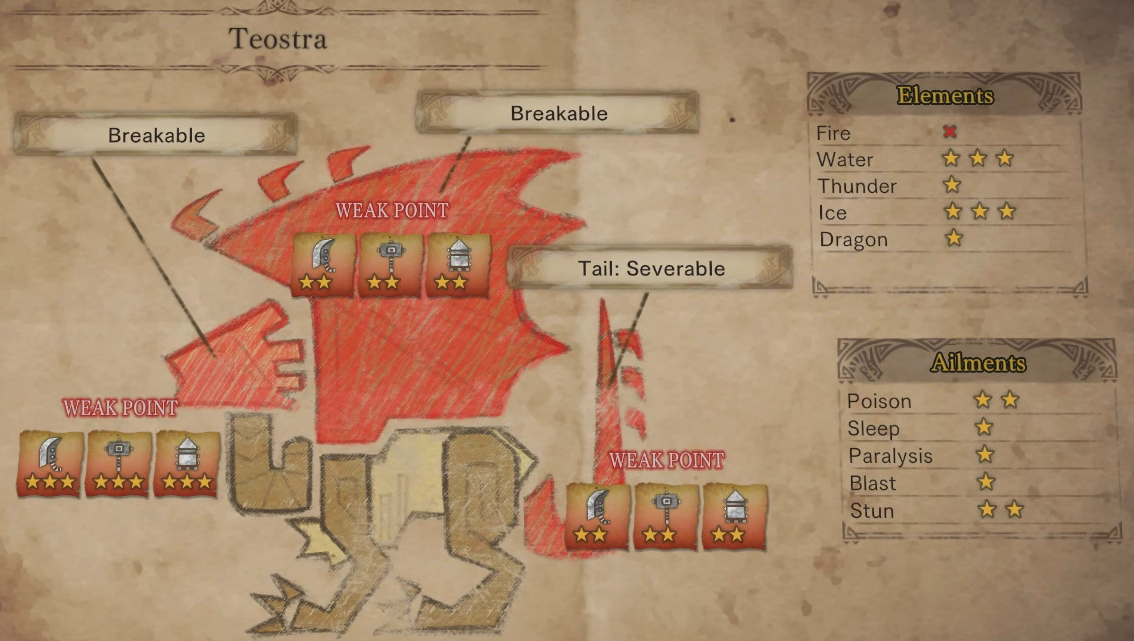 Teostra
Breakable
Breakable
WEAK POINT
Tail: Severable
WEAK POINT
WEAK POINT
Elements
Fire
Water
Thunder
Ice
Dragon
Ailments
Poison
Sleep
Paralysis
Blast
Stun